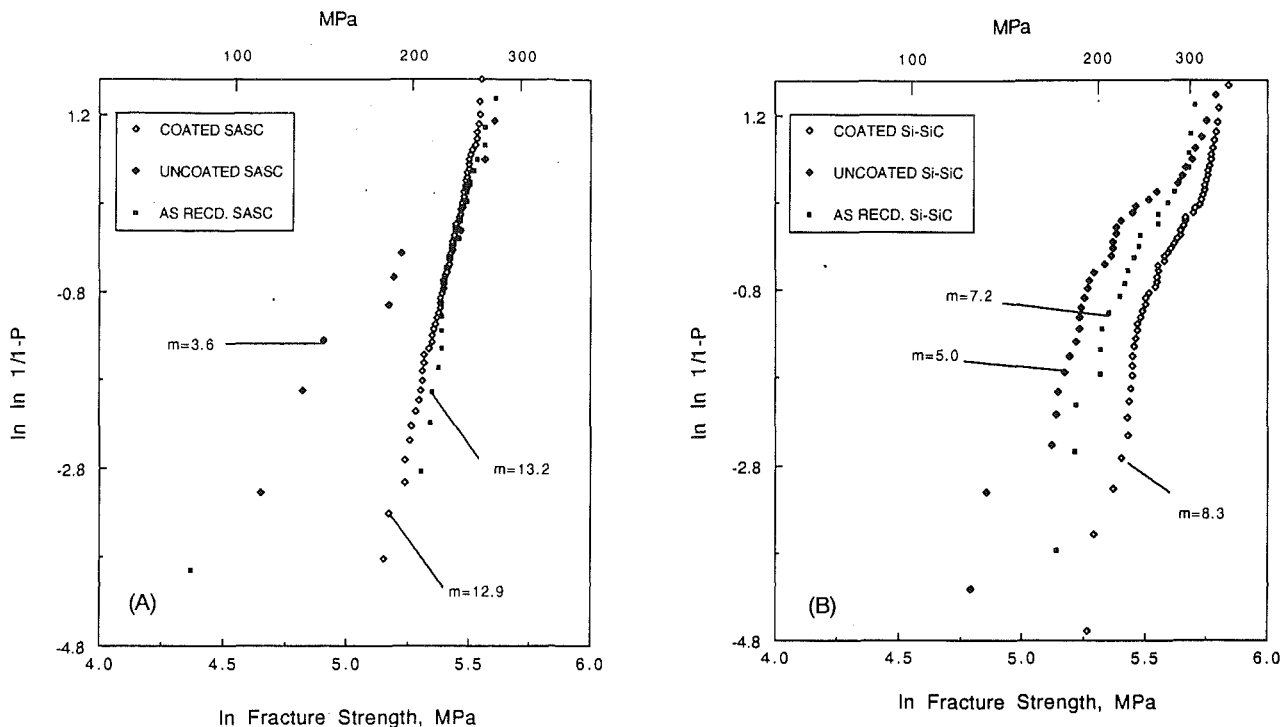 MPa
100
200
300
1.2
-0.8
-2.8
-4.8
ln ln 1/1-P
COATED SASC
UNCOATED SASC
AS RECD. SASC
m=3.6
m=13.2
m=12.9
(A)
4.0
4.5
5.0
5.5
6.0
ln Fracture Strength, MPa
MPa
100
200
300
1.2
-0.8
-2.8
-4.8
ln ln 1/1-P
COATED Si-SiC
UNCOATED Si-SiC
AS RECD. Si-SiC
m=7.2
m=5.0
m=8.3
(B)
4.0
4.5
5.0
5.5
6.0
ln Fracture Strength, MPa